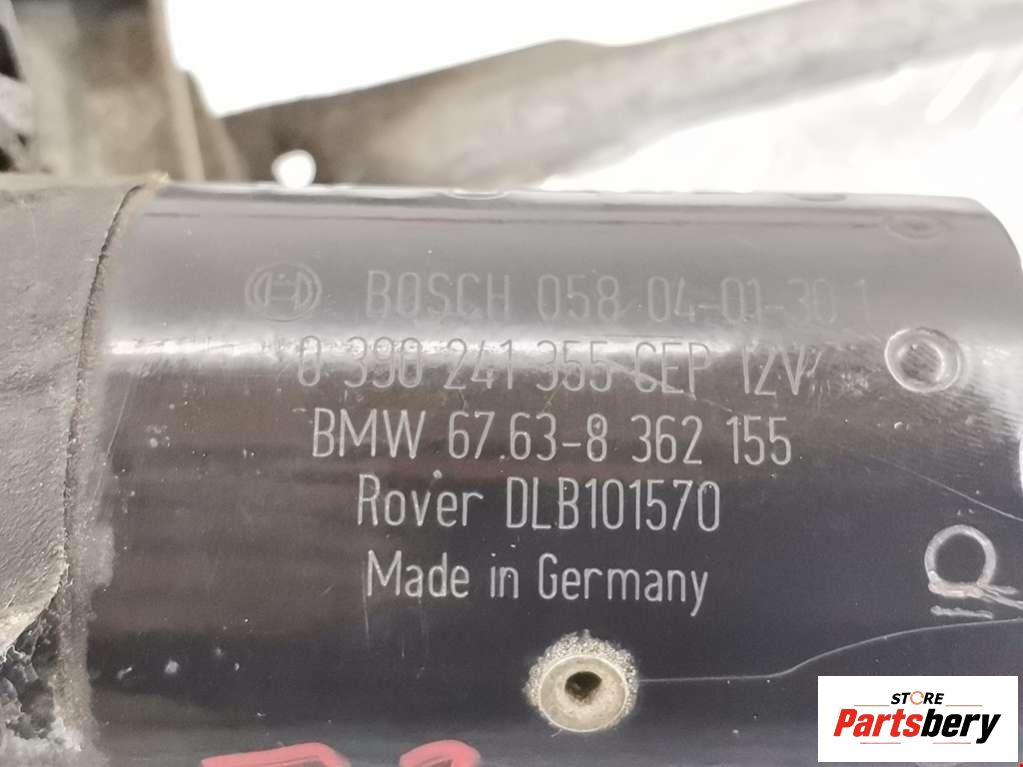 BOSCH 058 04-01-30 1
0 390 241 355 CEP 12V
BMW 67.63-8 362 155
Rover DLB101570
Made in Germany
STORE
Partsbery